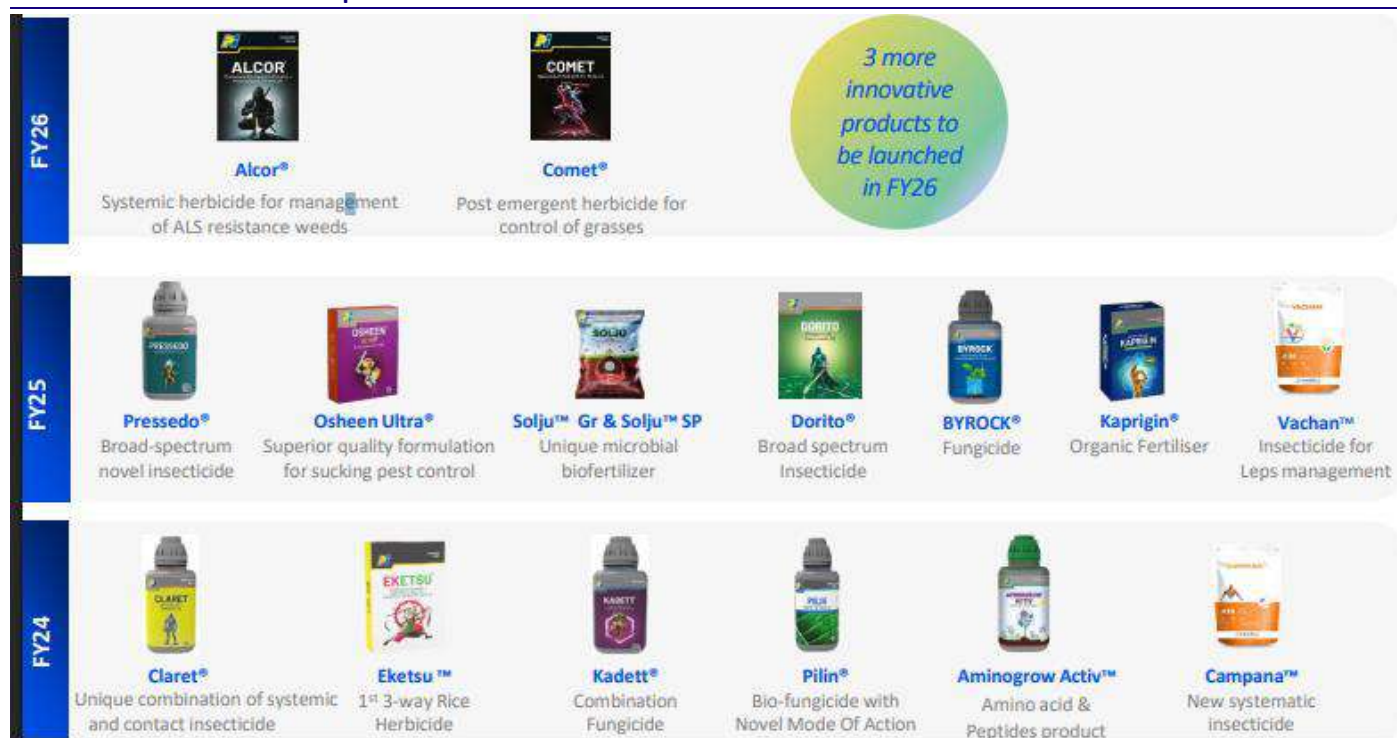 FY26
ALCOR
COMET
3 more
innovative
products to
be launched
in FY26
Alcor®
Comet®
Systemic herbicide for management
of ALS resistance weeds
Post emergent herbicide for
control of grasses
FY25
PRESSEDO
OSHEEN
SOLJU
DORITO
BYROCK
KAPRIGIN
VACHAN
Pressedo®
Broad-spectrum
novel insecticide
Osheen Ultra®
Superior quality formulation
for sucking pest control
Solju™ Gr & Solju™ SP
Unique microbial
biofertilizer
Dorito®
Broad spectrum
Insecticide
BYROCK®
Fungicide
Kaprigin®
Organic Fertiliser
Vachan™
Insecticide for
Leps management
FY24
CLARET
EKETSU
KADETT
PILIN
AMINOGROW
ACTIV
CAMPANA
Claret®
Unique combination of systemic
and contact insecticide
Eketsu ™
1st 3-way Rice
Herbicide
Kadett®
Combination
Fungicide
Pilin®
Bio-fungicide with
Novel Mode Of Action
Aminogrow Activ™
Amino acid &
Peptides product
Campana™
New systematic
insecticide